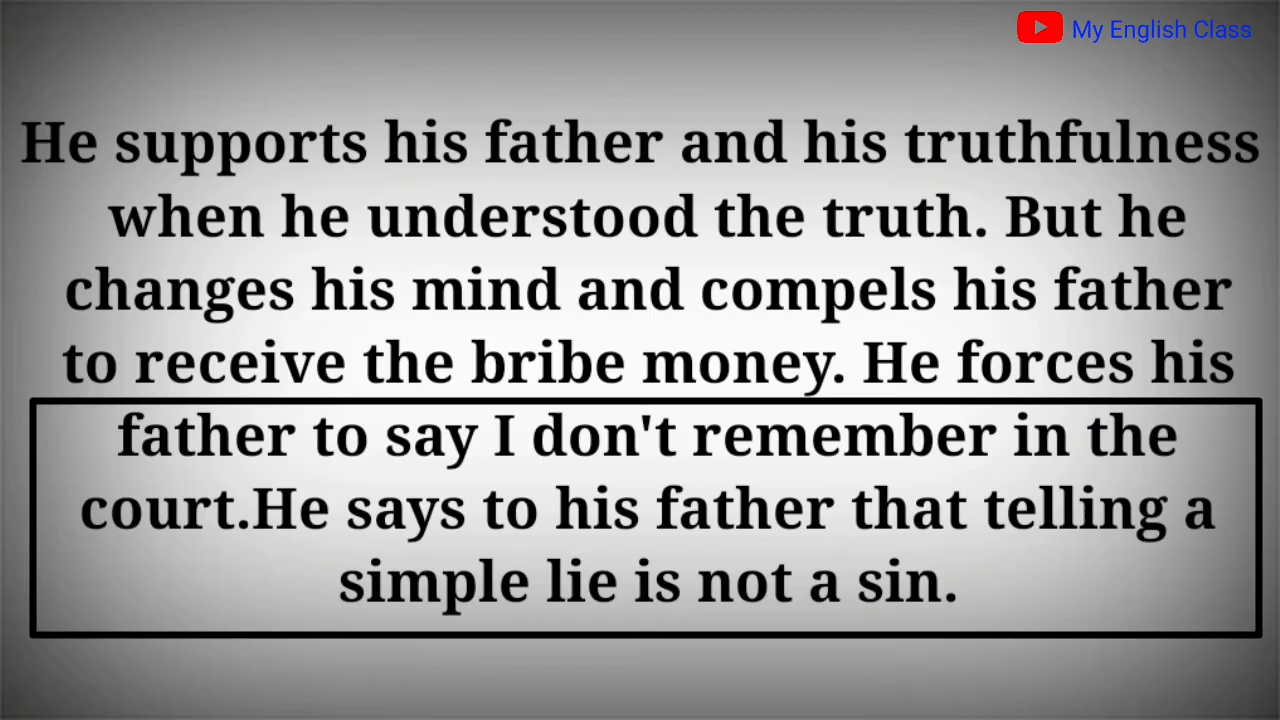 My English Class
He supports his father and his truthfulness
when he understood the truth. But he
changes his mind and compels his father
to receive the bribe money. He forces his
father to say I don't remember in the
court.He says to his father that telling a
simple lie is not a sin.